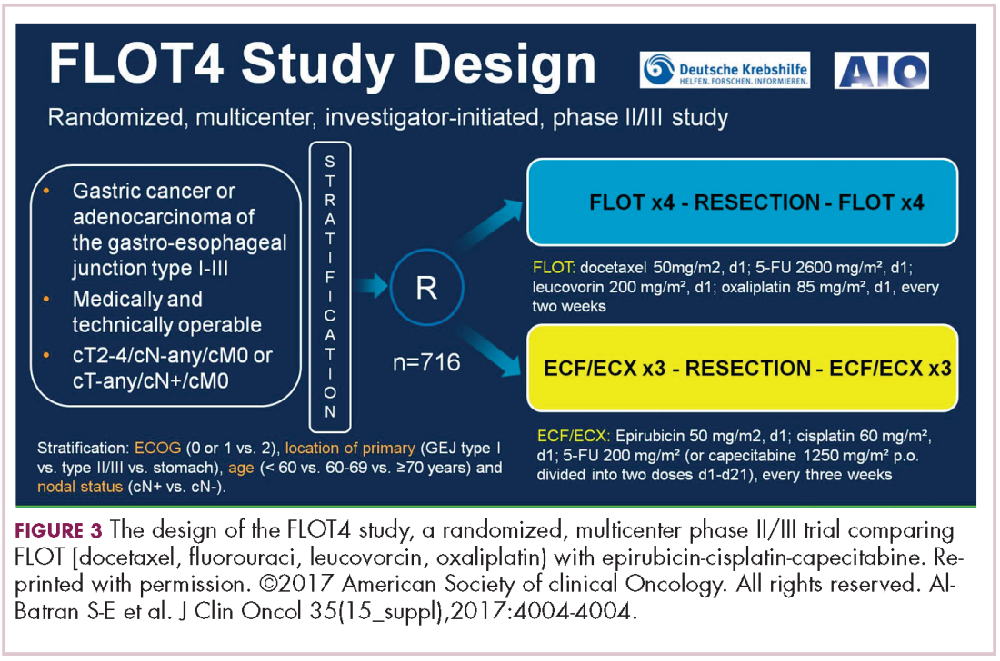 FLOT4 Study Design
Deutsche Krebshilfe
HELFEN. FORSCHEN. INFORMIEREN.
AIO
Randomized, multicenter, investigator-initiated, phase II/III study
• Gastric cancer or
adenocarcinoma of
the gastro-esophageal
junction type I-III
• Medically and
technically operable
• cT2-4/cN-any/cM0 or
cT-any/cN+/cM0
STRATIFICATION
R
n=716
FLOT x4 - RESECTION - FLOT x4
FLOT: docetaxel 50mg/m2, d1; 5-FU 2600 mg/m², d1;
leucovorin 200 mg/m², d1; oxaliplatin 85 mg/m², d1, every
two weeks
ECF/ECX x3 - RESECTION - ECF/ECX x3
ECF/ECX: Epirubicin 50 mg/m2, d1; cisplatin 60 mg/m²,
d1; 5-FU 200 mg/m² (or capecitabine 1250 mg/m² p.o.
divided into two doses d1-d21), every three weeks
Stratification: ECOG (0 or 1 vs. 2), location of primary (GEJ type I
vs. type II/III vs. stomach), age (< 60 vs. 60-69 vs. ≥70 years) and
nodal status (cN+ vs. cN-).
FIGURE 3 The design of the FLOT4 study, a randomized, multicenter phase II/III trial comparing
FLOT [docetaxel, fluorouraci, leucovorcin, oxaliplatin) with epirubicin-cisplatin-capecitabine. Re-
printed with permission. ©2017 American Society of clinical Oncology. All rights reserved. Al-
Batran S-E et al. J Clin Oncol 35(15_suppl),2017:4004-4004.